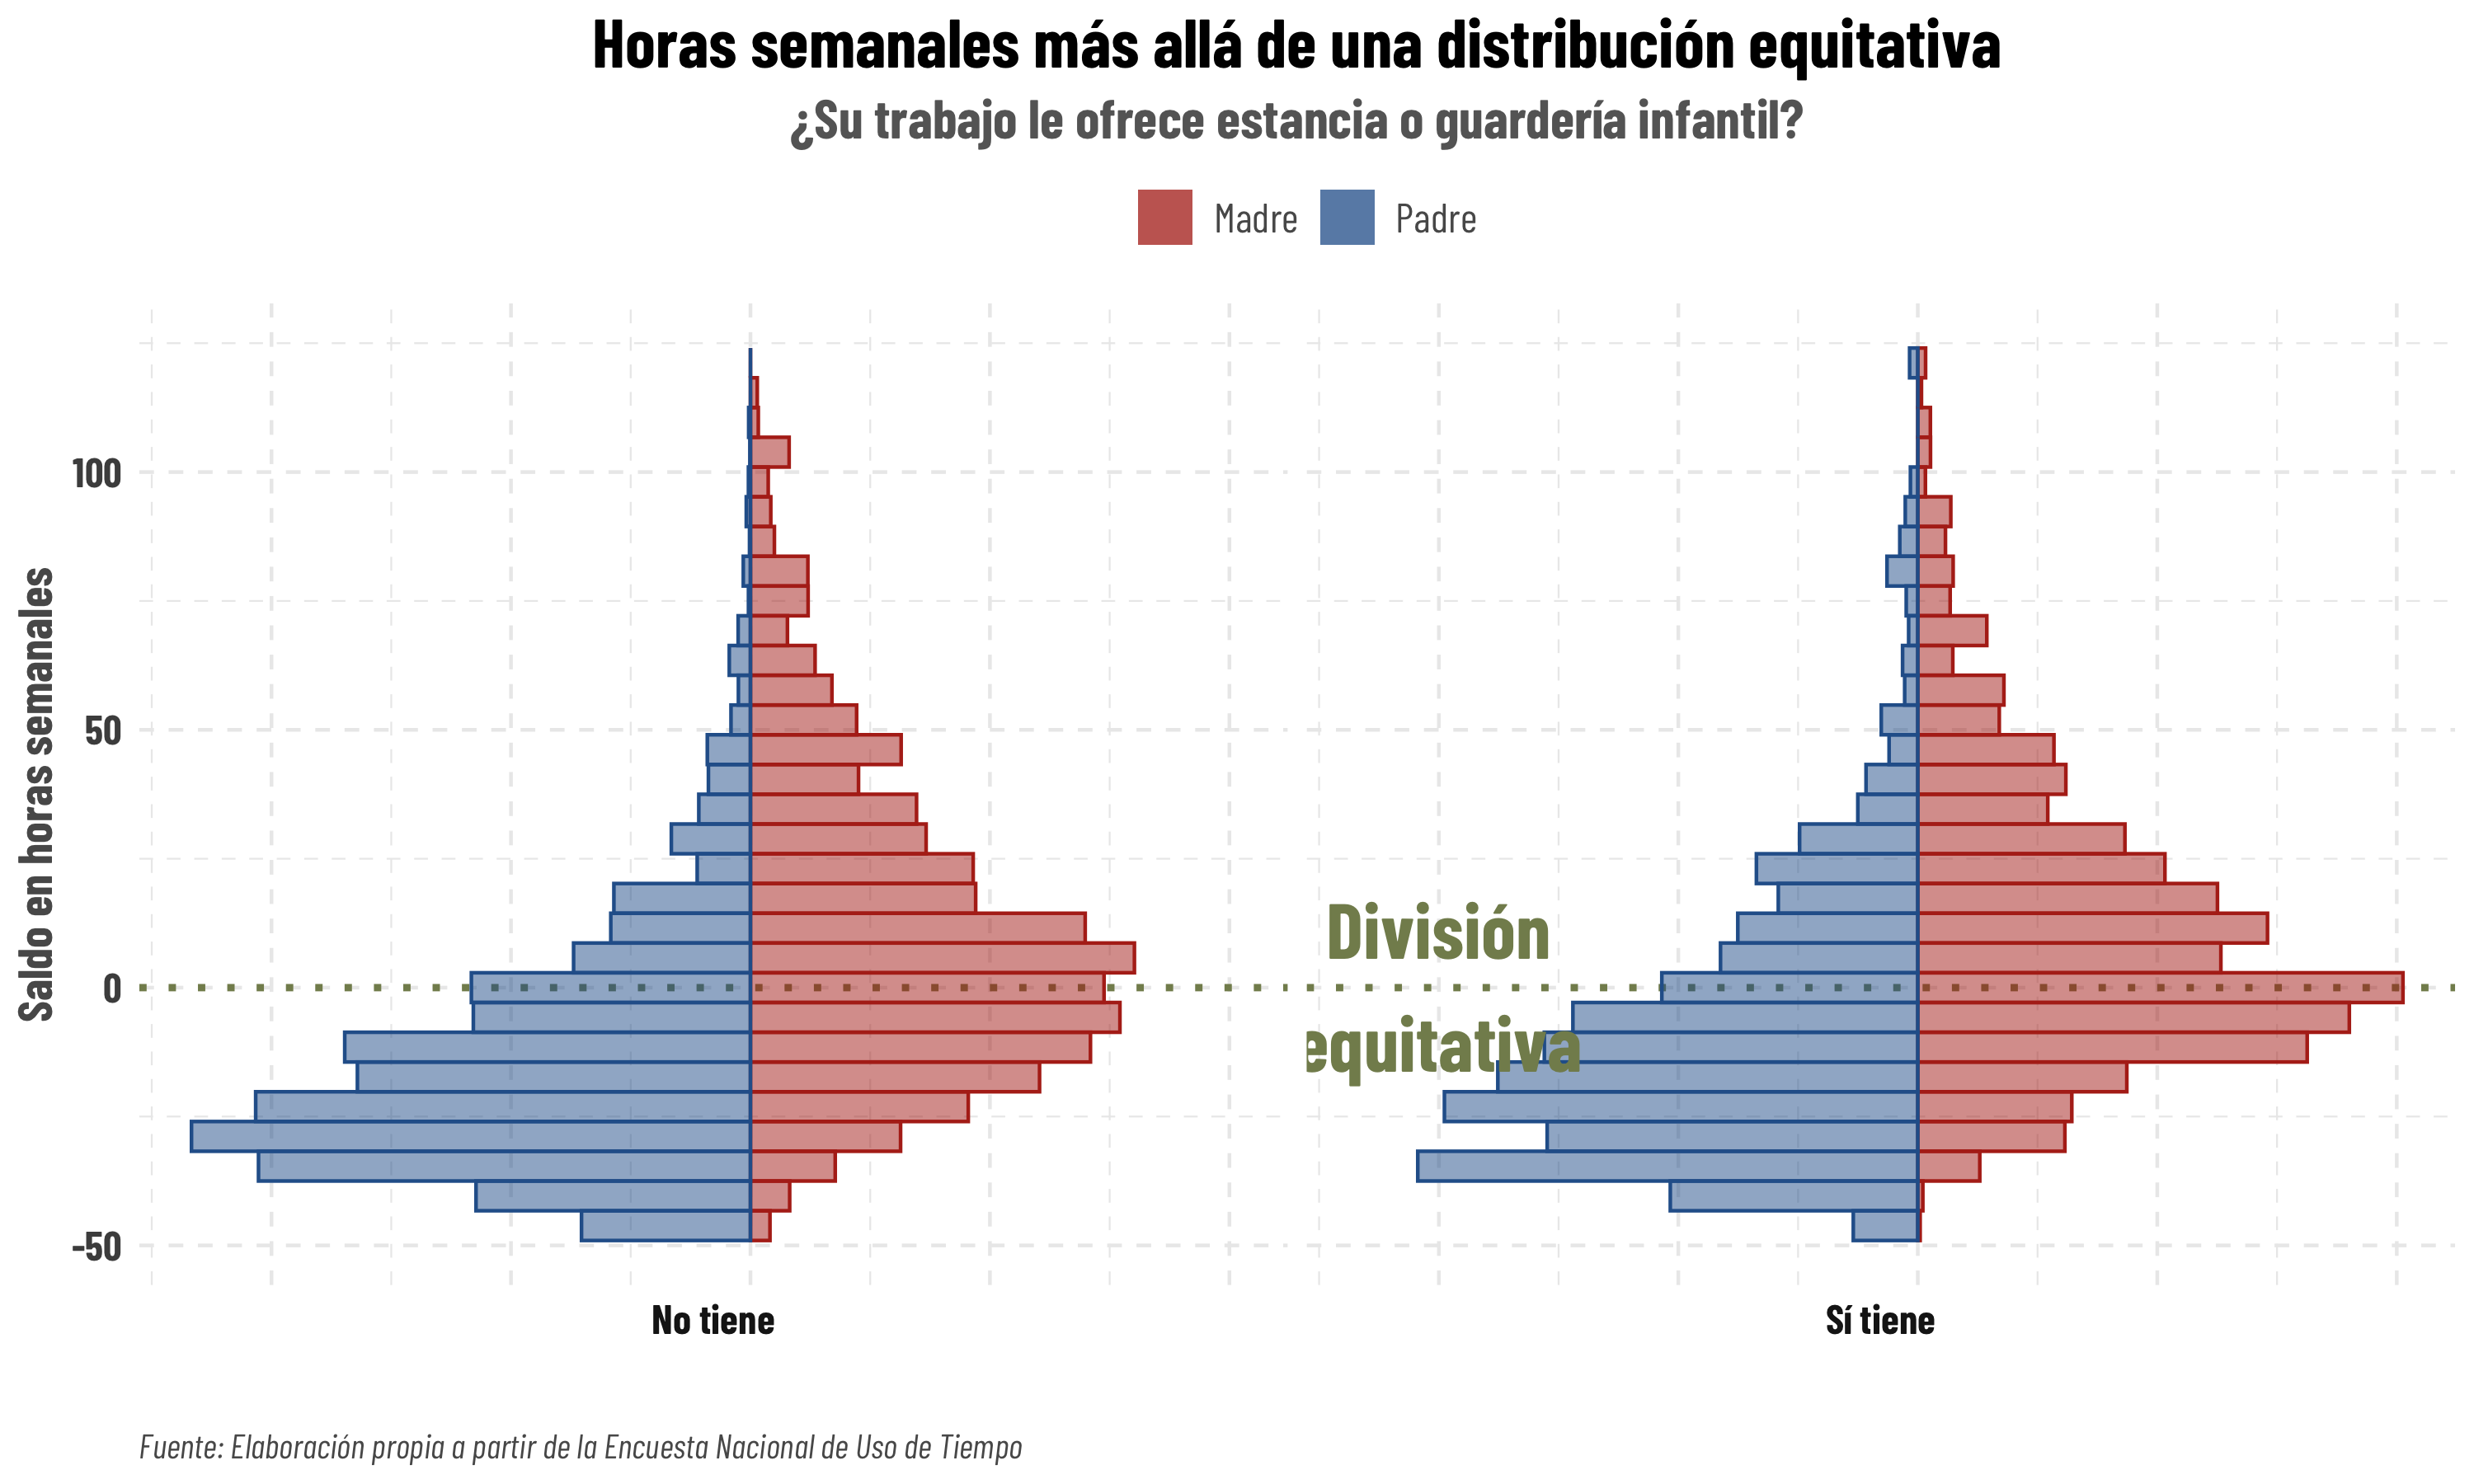 Horas semanales más allá de una distribución equitativa
¿Su trabajo le ofrece estancia o guardería infantil?
Madre Padre
Saldo en horas semanales
100
50
0
-50
División
equitativa
No tiene
Sí tiene
Fuente: Elaboración propia a partir de la Encuesta Nacional de Uso de Tiempo